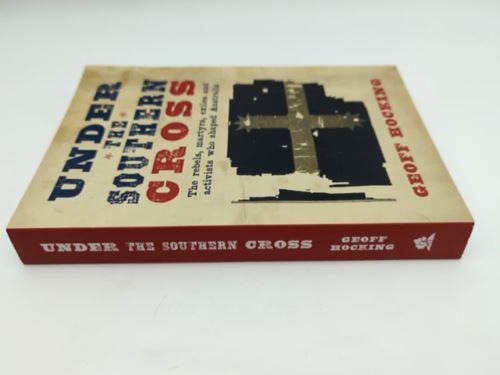 UNDER
THE
SOUTHERN
CROSS
The rebels, martyrs, exiles and
activists who shaped Australia
GEOFF HOCKING
UNDER THE SOUTHERN CROSS
GEOFF
HOCKING